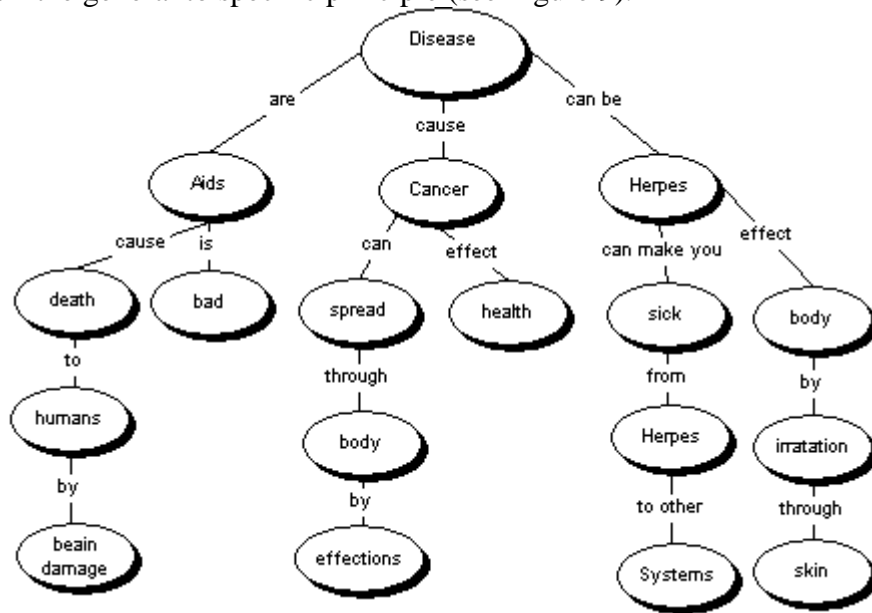 the general to specific principle (see Figure
Disease
are
cause
can be
Aids
Cancer
Herpes
cause
is
can
effect
can make you
effect
death
bad
spread
health
sick
body
to
through
from
by
humans
body
Herpes
irratation
by
by
to other
through
beain
damage
effections
Systems
skin